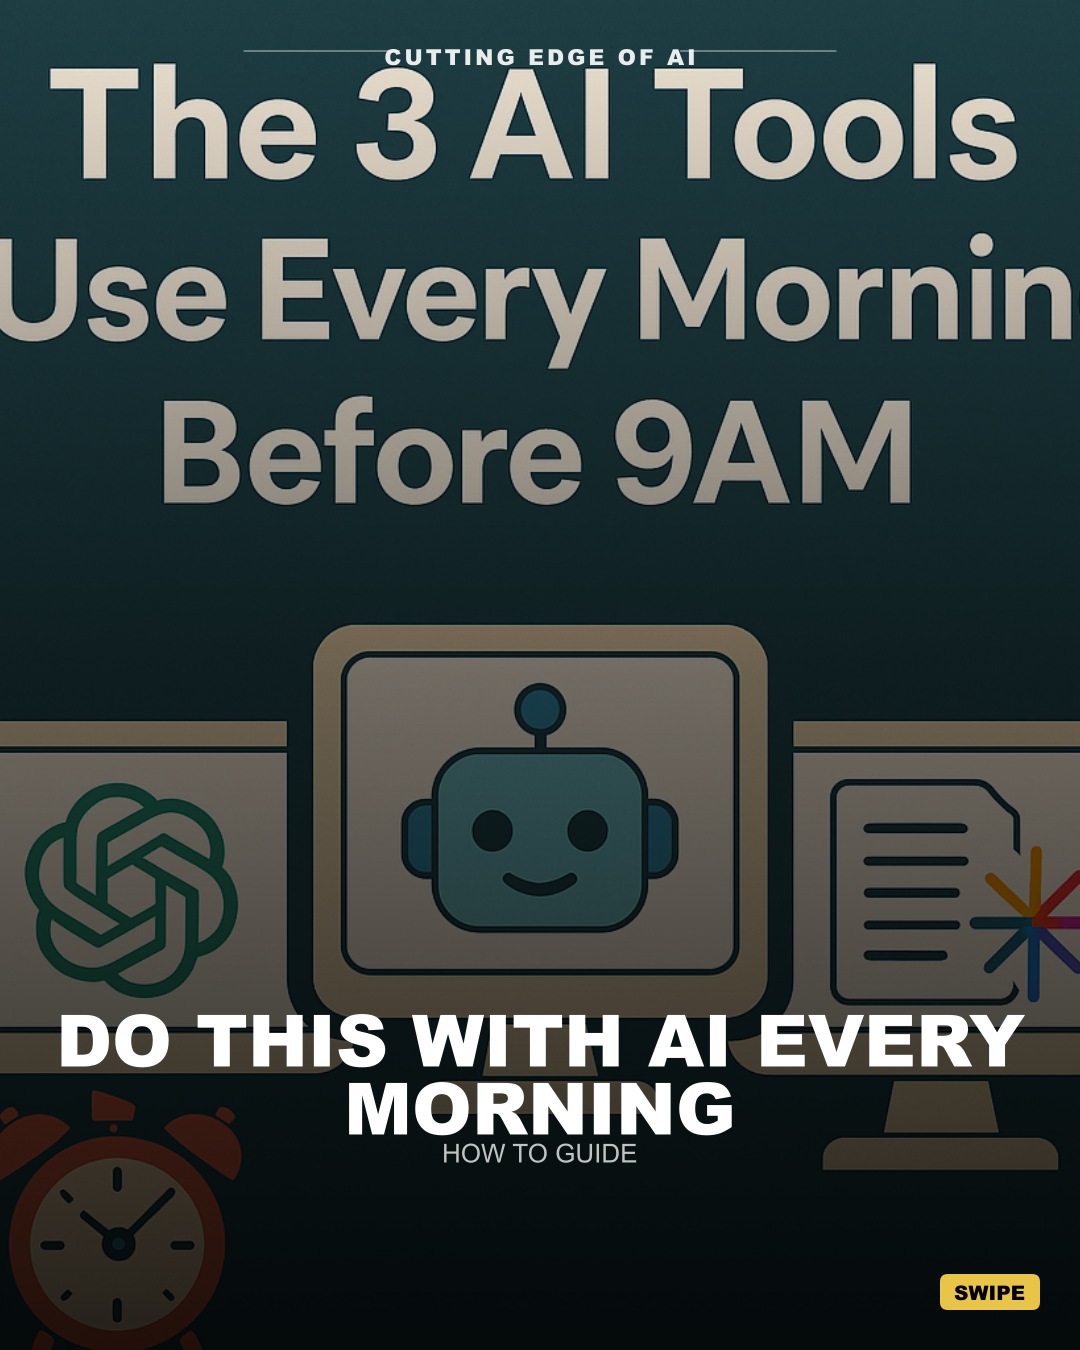 CUTTING EDGE OF AI
The 3 AI Tools
Use Every Mornin
Before 9AM
DO THIS WITH AI EVERY
MORNING
HOW TO GUIDE
SWIPE